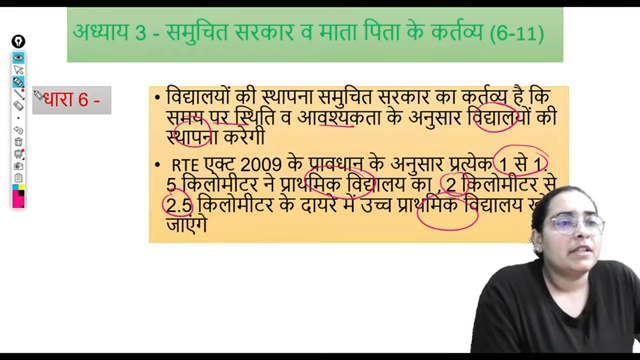 अध्याय 3 - समुचित सरकार व माता पिता के कर्तव्य (6-11)
धारा 6 -
• विद्यालयों की स्थापना समुचित सरकार का कर्तव्य है कि
समय पर स्थिति व आवश्यकता के अनुसार विद्यालयों की
स्थापना करेगी
• RTE एक्ट 2009 के प्रावधान के अनुसार प्रत्येक 1 से 1.
5 किलोमीटर ने प्राथमिक विद्यालय का , 2 किलोमीटर से
2.5 किलोमीटर के दायरे में उच्च प्राथमिक विद्यालय
जाएंगे